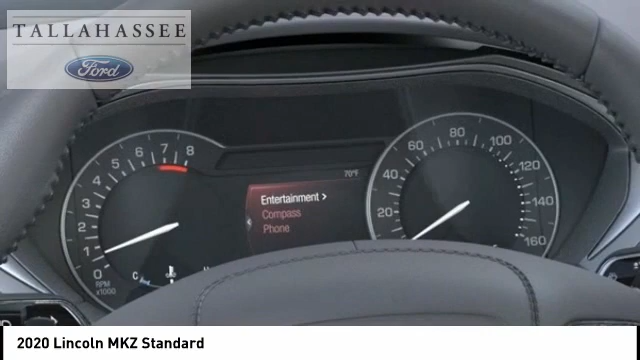 TALLAHASSEE
Ford
1 2 3 4 5 6 7 8
0
RPM
x1000
C
70°F
Entertainment >
Compass
Phone
20 40 60 80 100 120 140 160
2020 Lincoln MKZ Standard